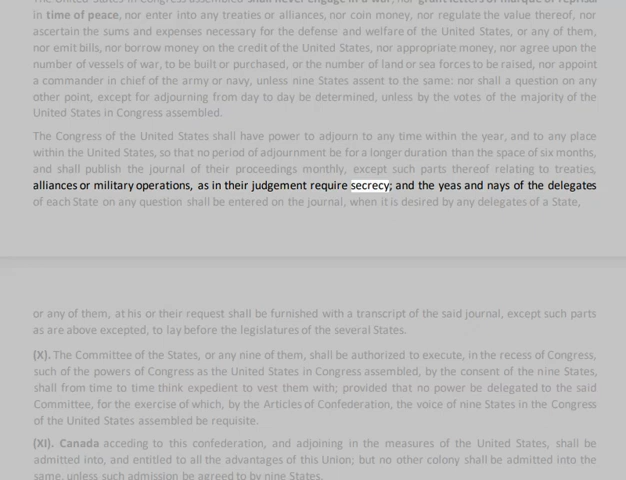 The United States in Congress assembled shall never engage in a war, nor grant letters of marque or reprisal
in time of peace, nor enter into any treaties or alliances, nor coin money, nor regulate the value thereof, nor
ascertain the sums and expenses necessary for the defense and welfare of the United States, or any of them,
nor emit bills, nor borrow money on the credit of the United States, nor appropriate money, nor agree upon the
number of vessels of war, to be built or purchased, or the number of land or sea forces to be raised, nor appoint
a commander in chief of the army or navy, unless nine States assent to the same: nor shall a question on any
other point, except for adjourning from day to day be determined, unless by the votes of the majority of the
United States in Congress assembled.
The Congress of the United States shall have power to adjourn to any time within the year, and to any place
within the United States, so that no period of adjournment be for a longer duration than the space of six months,
and shall publish the journal of their proceedings monthly, except such parts thereof relating to treaties,
alliances or military operations, as in their judgement require secrecy; and the yeas and nays of the delegates
of each State on any question shall be entered on the journal, when it is desired by any delegates of a State,
or any of them, at his or their request shall be furnished with a transcript of the said journal, except such parts
as are above excepted, to lay before the legislatures of the several States.
(X). The Committee of the States, or any nine of them, shall be authorized to execute, in the recess of Congress,
such of the powers of Congress as the United States in Congress assembled, by the consent of the nine States,
shall from time to time think expedient to vest them with; provided that no power be delegated to the said
Committee, for the exercise of which, by the Articles of Confederation, the voice of nine States in the Congress
of the United States assembled be requisite.
(XI). Canada acceding to this confederation, and adjoining in the measures of the United States, shall be
admitted into, and entitled to all the advantages of this Union; but no other colony shall be admitted into the
same, unless such admission be agreed to by nine States.